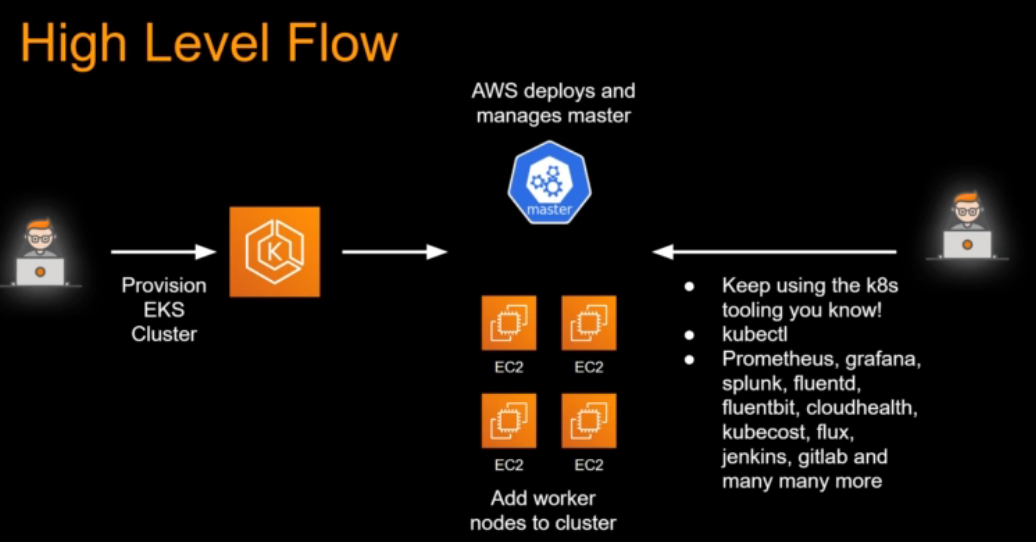 High Level Flow
AWS deploys and
manages master
master
K
Provision
EKS
Cluster
EC2
EC2
EC2
EC2
Add worker
nodes to cluster
● Keep using the k8s
tooling you know!
● kubectl
● Prometheus, grafana,
splunk, fluentd,
fluentbit, cloudhealth,
kubecost, flux,
jenkins, gitlab and
many many more